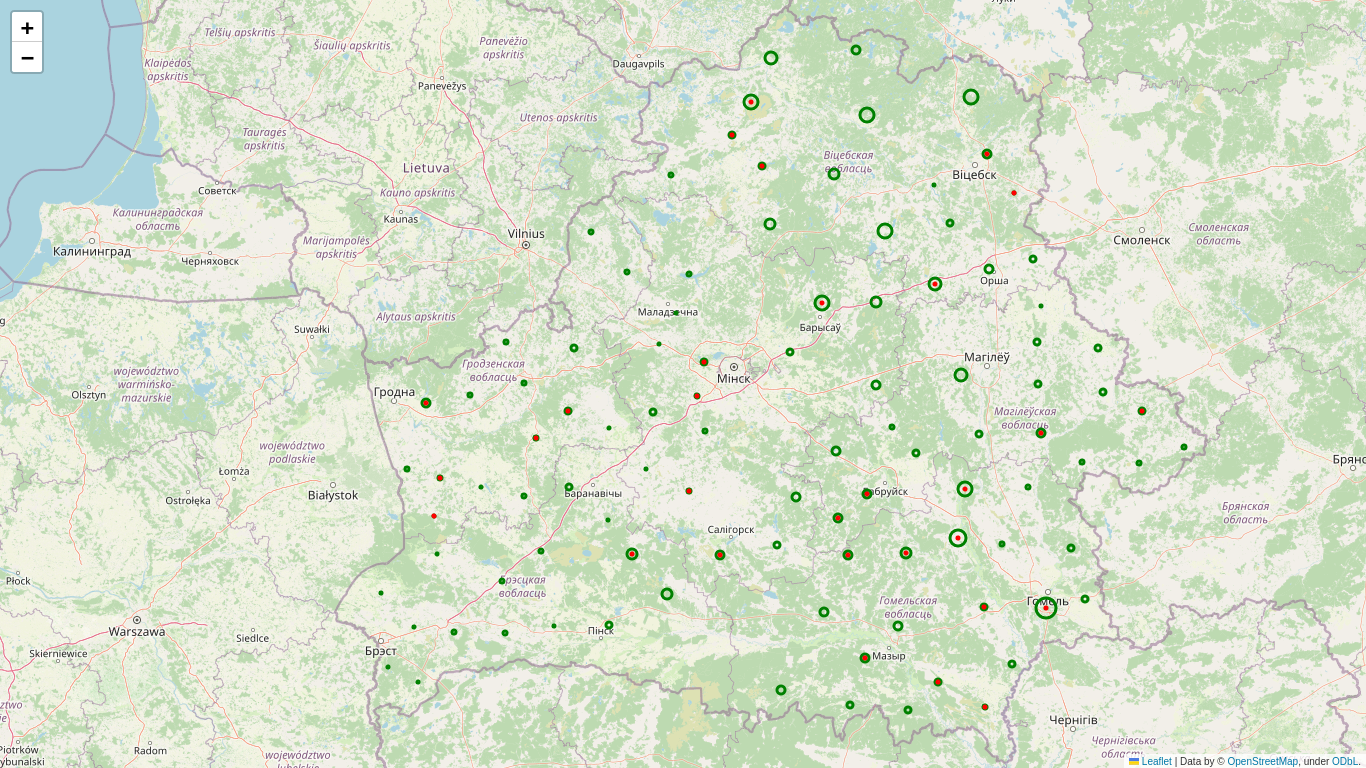 +
−
Луки
Telšių apskritis
Šiaulių apskritis
Panevėžio
apskritis
Daugavpils
Klaipėdos
apskritis
Panevėžys
Utenos apskritis
Tauragės
apskritis
Lietuva
Віцебская
вобласць
Віцебск
Советск
Kauno apskritis
Kaunas
Калининградская
область
Marijampolės
apskritis
Vilnius
Смоленск
Смоленская
область
Калининград
Черняховск
Орша
Маладзечна
Alytaus apskritis
Suwałki
Барысаў
Магілёў
Гродзенская
вобласць
Мінск
województwo
warmińsko-
mazurskie
Olsztyn
Гродна
Магілёўская
вобласць
województwo
podlaskie
Łomża
Ostrołęka
Białystok
Баранавічы
Бабруйск
Брянск
Брянская
область
Салігорск
Płock
Брэсцкая
вобласць
Гомельская
вобласць
Гомель
Warszawa
Siedlce
Пінск
Skierniewice
Брэст
Мазыр
Чернігів
Чернігівська
область
Piotrków
Trybunalski
Radom
województwo
lubelskie
Leaflet | Data by © OpenStreetMap, under ODbL.